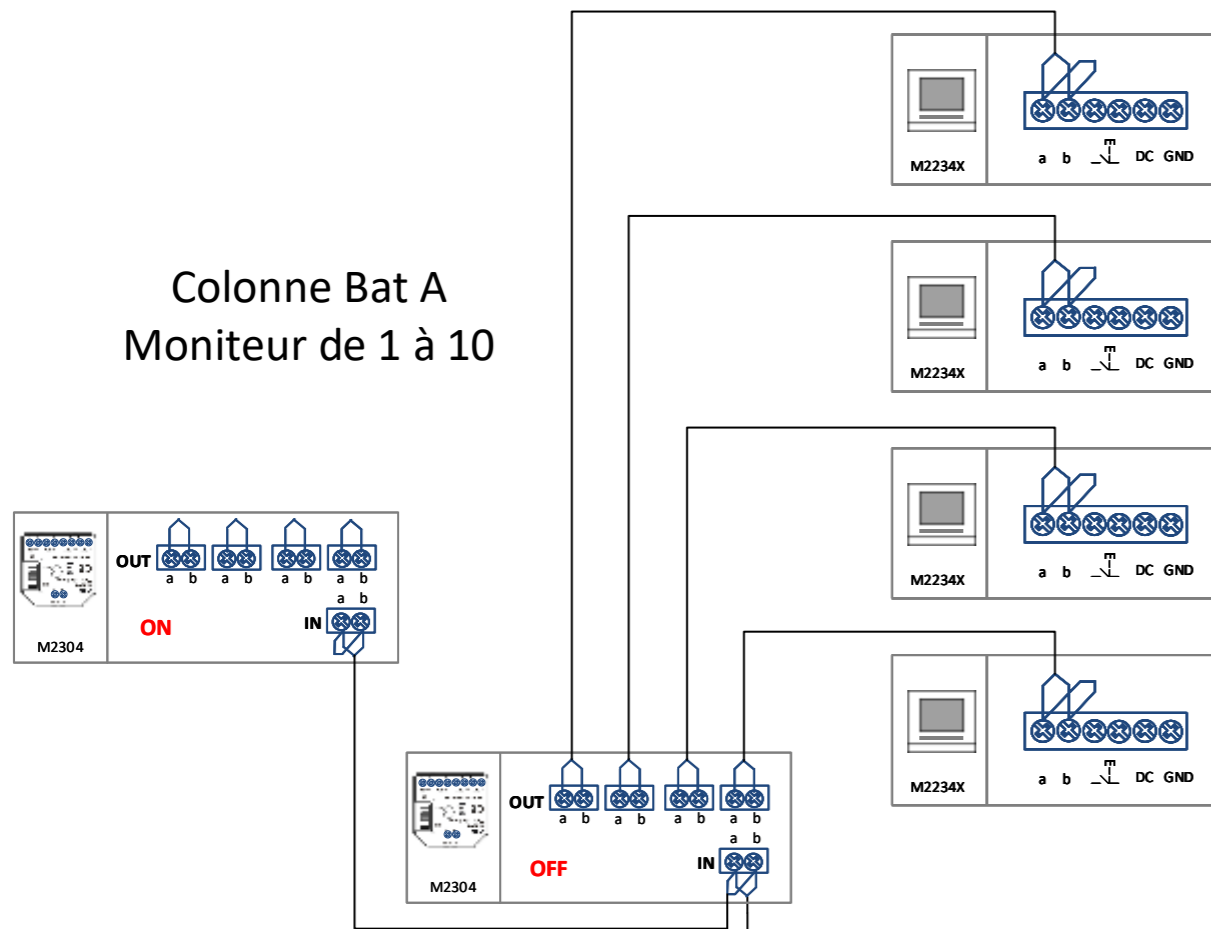 M2234X
a b DC GND
Colonne Bat A
Moniteur de 1 à 10
M2234X
a b DC GND
M2234X
a b DC GND
OUT
a b a b a b a b
a b
IN
ON
M2304
M2234X
a b DC GND
OUT
a b a b a b a b
a b
IN
OFF
M2304